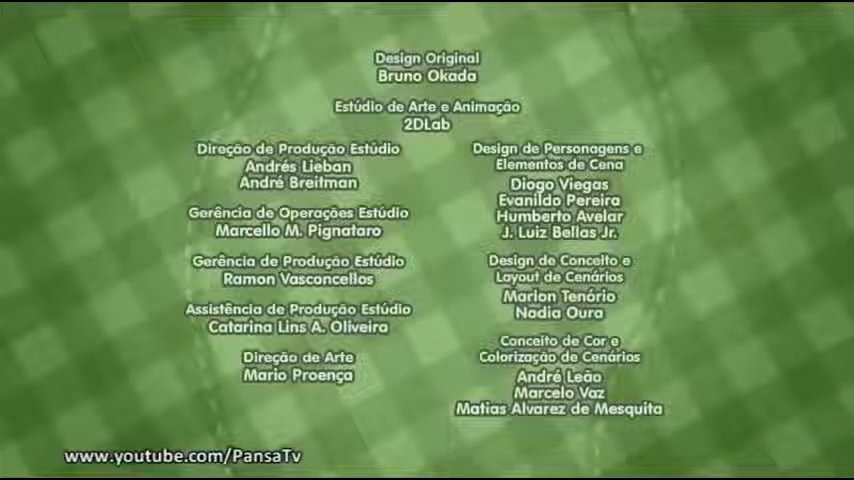 Design Original
Bruno Okada
Estúdio de Arte e Animação
2DLab
Direção de Produção Estúdio
Andrés Lieban
André Breitman
Gerência de Operações Estúdio
Marcello M. Pignataro
Gerência de Produção Estúdio
Ramon Vasconcellos
Assistência de Produção Estúdio
Catarina Lins A. Oliveira
Direção de Arte
Mario Proença
Design de Personagens e
Elementos de Cena
Diogo Viegas
Evanildo Pereira
Humberto Avelar
J. Luiz Bellas Jr.
Design de Conceito e
Layout de Cenários
Marlon Tenório
Nadia Oura
Conceito de Cor e
Colorização de Cenários
André Leão
Marcelo Vaz
Matias Alvarez de Mesquita
www.youtube.com/PansaTv